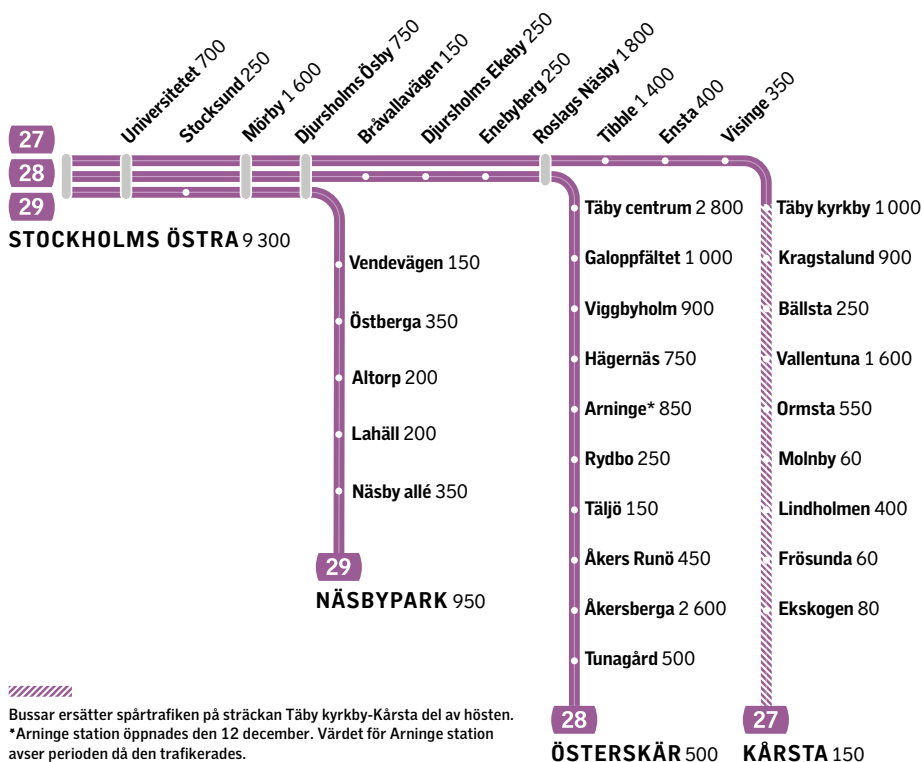 Universitetet 700
Stocksund 250
Mörby 1 600
Djursholms Ösby 750
Bråvallavägen 150
Djursholms Ekeby 250
Enebyberg 250
Roslags Näsby 1 800
Tibble 1 400
Ensta 400
Visinge 350
27
28
29
STOCKHOLMS ÖSTRA 9 300
Vendevägen 150
Östberga 350
Altorp 200
Lahäll 200
Näsby allé 350
29
NÄSBYPARK 950
Täby centrum 2 800
Galoppfältet 1 000
Viggbyholm 900
Hägernäs 750
Arninge* 850
Rydbo 250
Täljö 150
Åkers Runö 450
Åkersberga 2 600
Tunagård 500
28
ÖSTERSKÄR 500
Täby kyrkby 1 000
Kragstalund 900
Bällsta 250
Vallentuna 1 600
Ormsta 550
Molnby 60
Lindholmen 400
Frösunda 60
Ekskogen 80
27
KÅRSTA 150
Bussar ersätter spårtrafiken på sträckan Täby kyrkby-Kårsta del av hösten.
*Arninge station öppnades den 12 december. Värdet för Arninge station
avser perioden då den trafikerades.